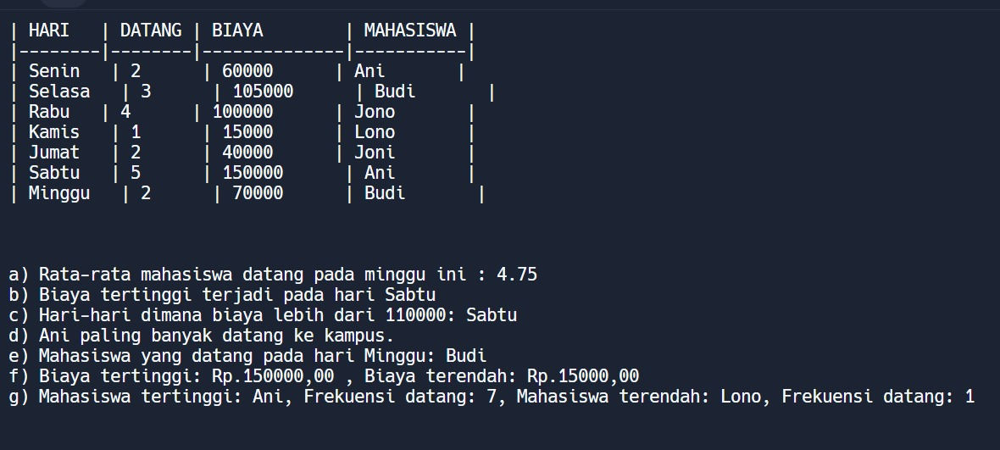 | HARI   | DATANG | BIAYA        | MAHASISWA |
|--------|--------|--------------|-----------|
| Senin   | 2      | 60000      | Ani       |
| Selasa   | 3      | 105000      | Budi       |
| Rabu   | 4      | 100000      | Jono       |
| Kamis   | 1      | 15000      | Lono       |
| Jumat   | 2      | 40000      | Joni       |
| Sabtu   | 5      | 150000      | Ani       |
| Minggu   | 2      | 70000      | Budi       |
a) Rata-rata mahasiswa datang pada minggu ini : 4.75
b) Biaya tertinggi terjadi pada hari Sabtu
c) Hari-hari dimana biaya lebih dari 110000: Sabtu
d) Ani paling banyak datang ke kampus.
e) Mahasiswa yang datang pada hari Minggu: Budi
f) Biaya tertinggi: Rp.150000,00 , Biaya terendah: Rp.15000,00
g) Mahasiswa tertinggi: Ani, Frekuensi datang: 7, Mahasiswa terendah: Lono, Frekuensi datang: 1